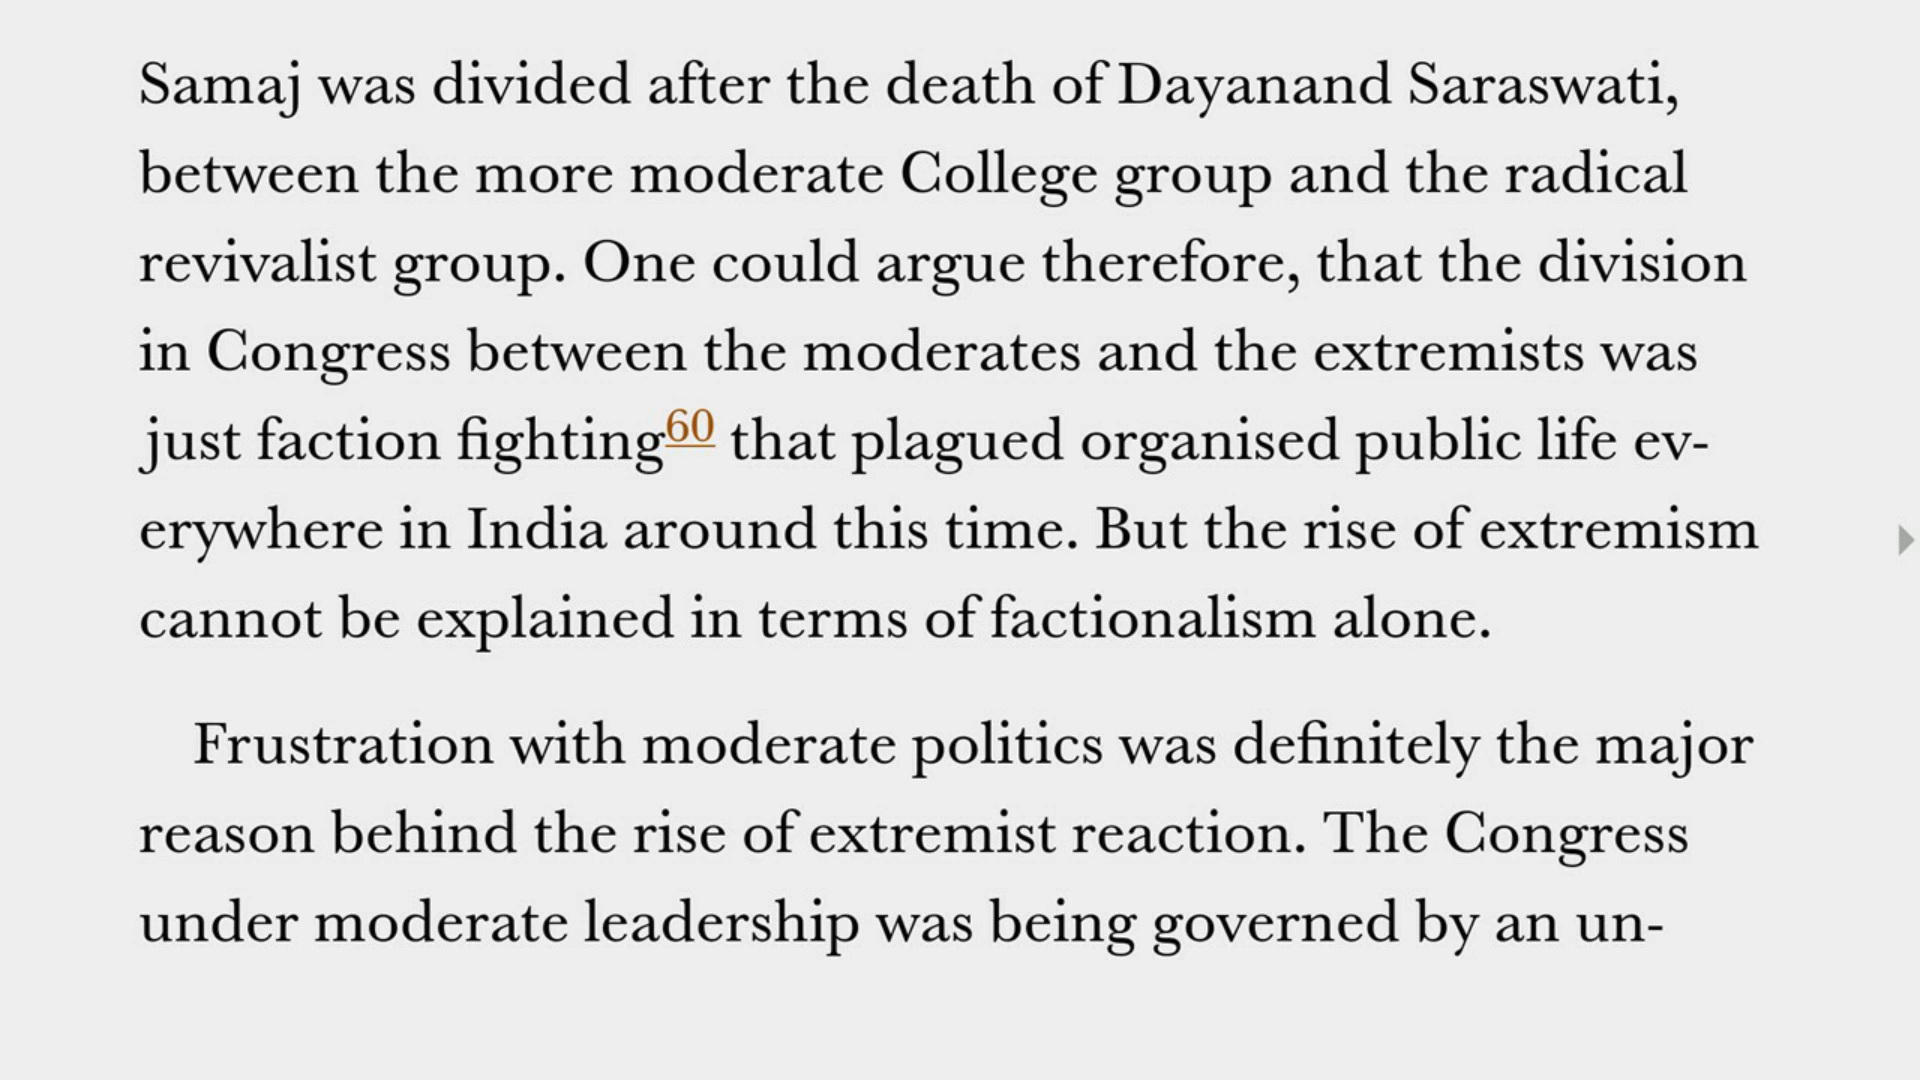 Samaj was divided after the death of Dayanand Saraswati,
between the more moderate College group and the radical
revivalist group. One could argue therefore, that the division
in Congress between the moderates and the extremists was
just faction fighting60 that plagued organised public life ev-
erywhere in India around this time. But the rise of extremism
cannot be explained in terms of factionalism alone.
Frustration with moderate politics was definitely the major
reason behind the rise of extremist reaction. The Congress
under moderate leadership was being governed by an un-